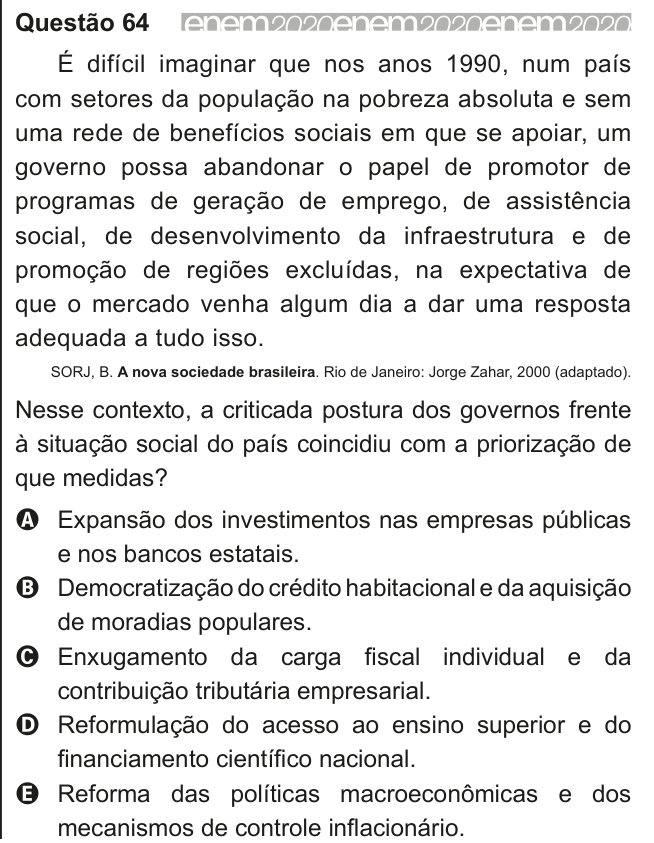 Questão 64 enem2020enem2020enem2020
É difícil imaginar que nos anos 1990, num país
com setores da população na pobreza absoluta e sem
uma rede de benefícios sociais em que se apoiar, um
governo possa abandonar o papel de promotor de
programas de geração de emprego, de assistência
social, de desenvolvimento da infraestrutura e de
promoção de regiões excluídas, na expectativa de
que o mercado venha algum dia a dar uma resposta
adequada a tudo isso.
SORJ, B. A nova sociedade brasileira. Rio de Janeiro: Jorge Zahar, 2000 (adaptado).
Nesse contexto, a criticada postura dos governos frente
à situação social do país coincidiu com a priorização de
que medidas?
A Expansão dos investimentos nas empresas públicas
e nos bancos estatais.
B Democratização do crédito habitacional e da aquisição
de moradias populares.
C Enxugamento da carga fiscal individual e da
contribuição tributária empresarial.
D Reformulação do acesso ao ensino superior e do
financiamento científico nacional.
E Reforma das políticas macroeconômicas e dos
mecanismos de controle inflacionário.